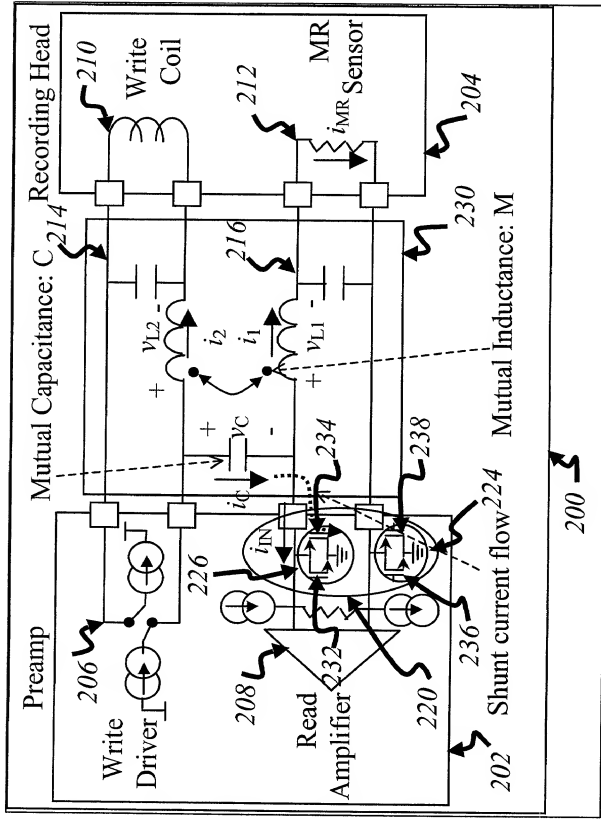 Preamp
Mutual Capacitance: C
214
Recording Head
206
Write
Driver
210
Write
Coil
+
v_L2
-
i_2
216
+
v_C
-
i_C
i_1
+
v_L1
-
212
MR
Sensor
i_MR
226
i_IN
234
208
Read
Amplifier
232
220
236
238
224
204
230
Mutual Inductance: M
Shunt current flow
202
200